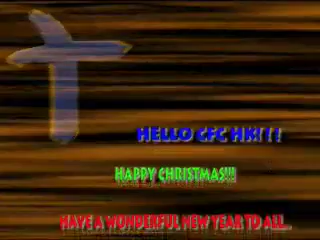 HELLO CFC HK!!!
HAPPY CHRISTMAS!!!
HAVE A WONDERFUL NEW YEAR TO ALL..